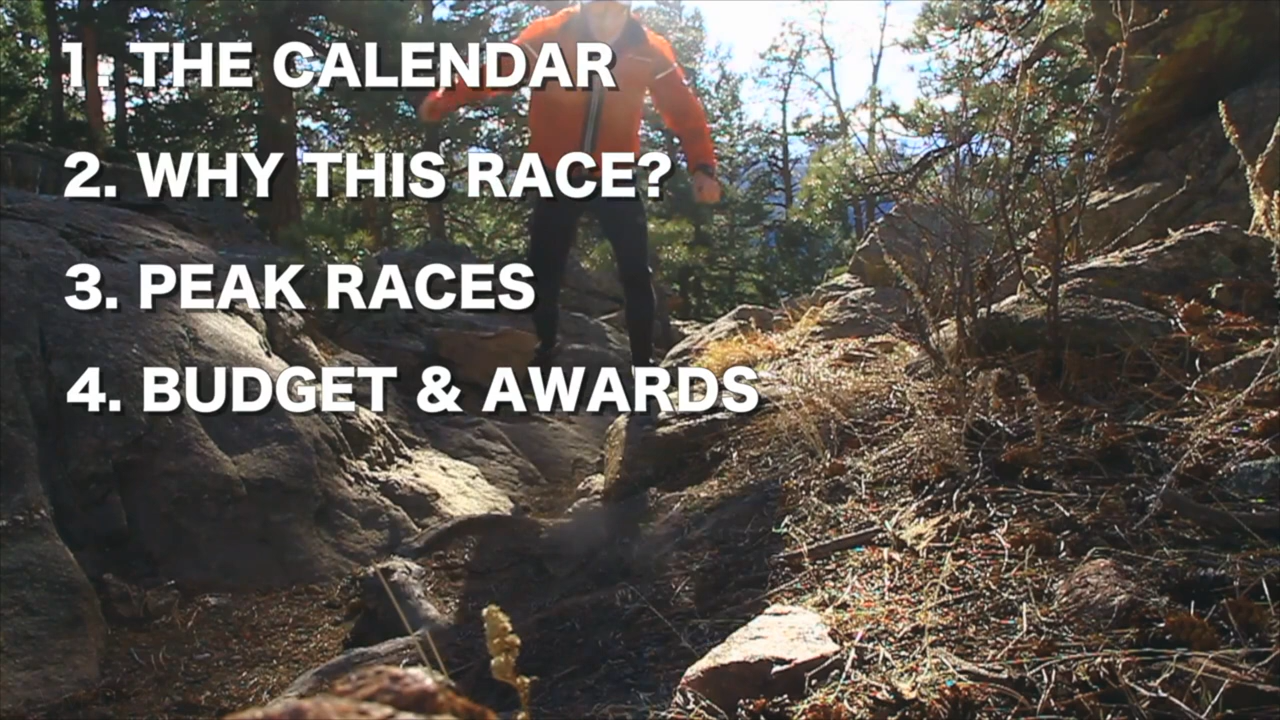 1. THE CALENDAR
2. WHY THIS RACE?
3. PEAK RACES
4. BUDGET & AWARDS